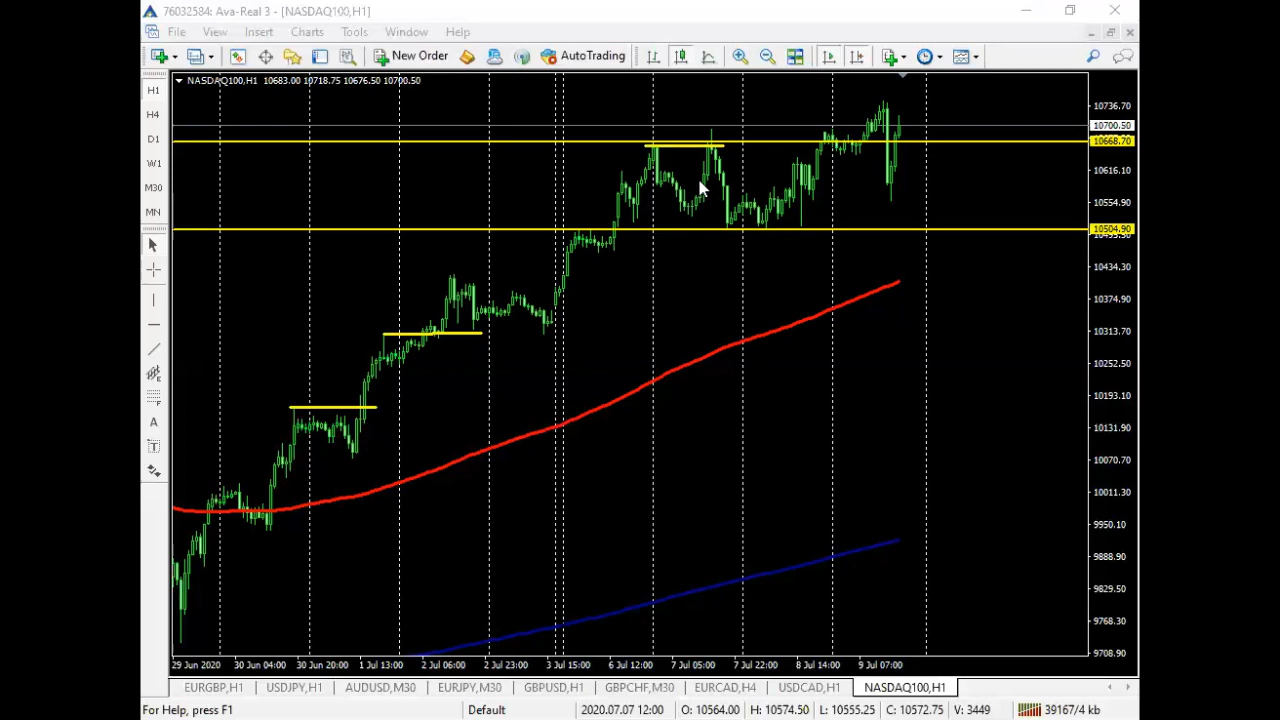 76032584: Ava-Real 3 - [NASDAQ100,H1]
File View Insert Charts Tools Window Help
New Order AutoTrading
H1
H4
D1
W1
M30
MN
NASDAQ100,H1 10683.00 10718.75 10676.50 10700.50
10736.70
10700.50
10668.70
10616.10
10554.90
10504.90
10434.30
10374.90
10313.70
10252.50
10193.10
10131.90
10070.70
10011.30
9950.10
9888.90
9829.50
9768.30
9708.90
29 Jun 2020 30 Jun 04:00 30 Jun 20:00 1 Jul 13:00 2 Jul 06:00 2 Jul 23:00 3 Jul 15:00 6 Jul 12:00 7 Jul 05:00 7 Jul 22:00 8 Jul 14:00 9 Jul 07:00
EURGBP,H1 USDJPY,H1 AUDUSD,M30 EURJPY,M30 GBPUSD,H1 GBPCHF,M30 EURCAD,H4 USDCAD,H1 NASDAQ100,H1
For Help, press F1 Default 2020.07.07 12:00 O: 10564.00 H: 10574.50 L: 10555.25 C: 10572.75 V: 3449 39167/4 kb